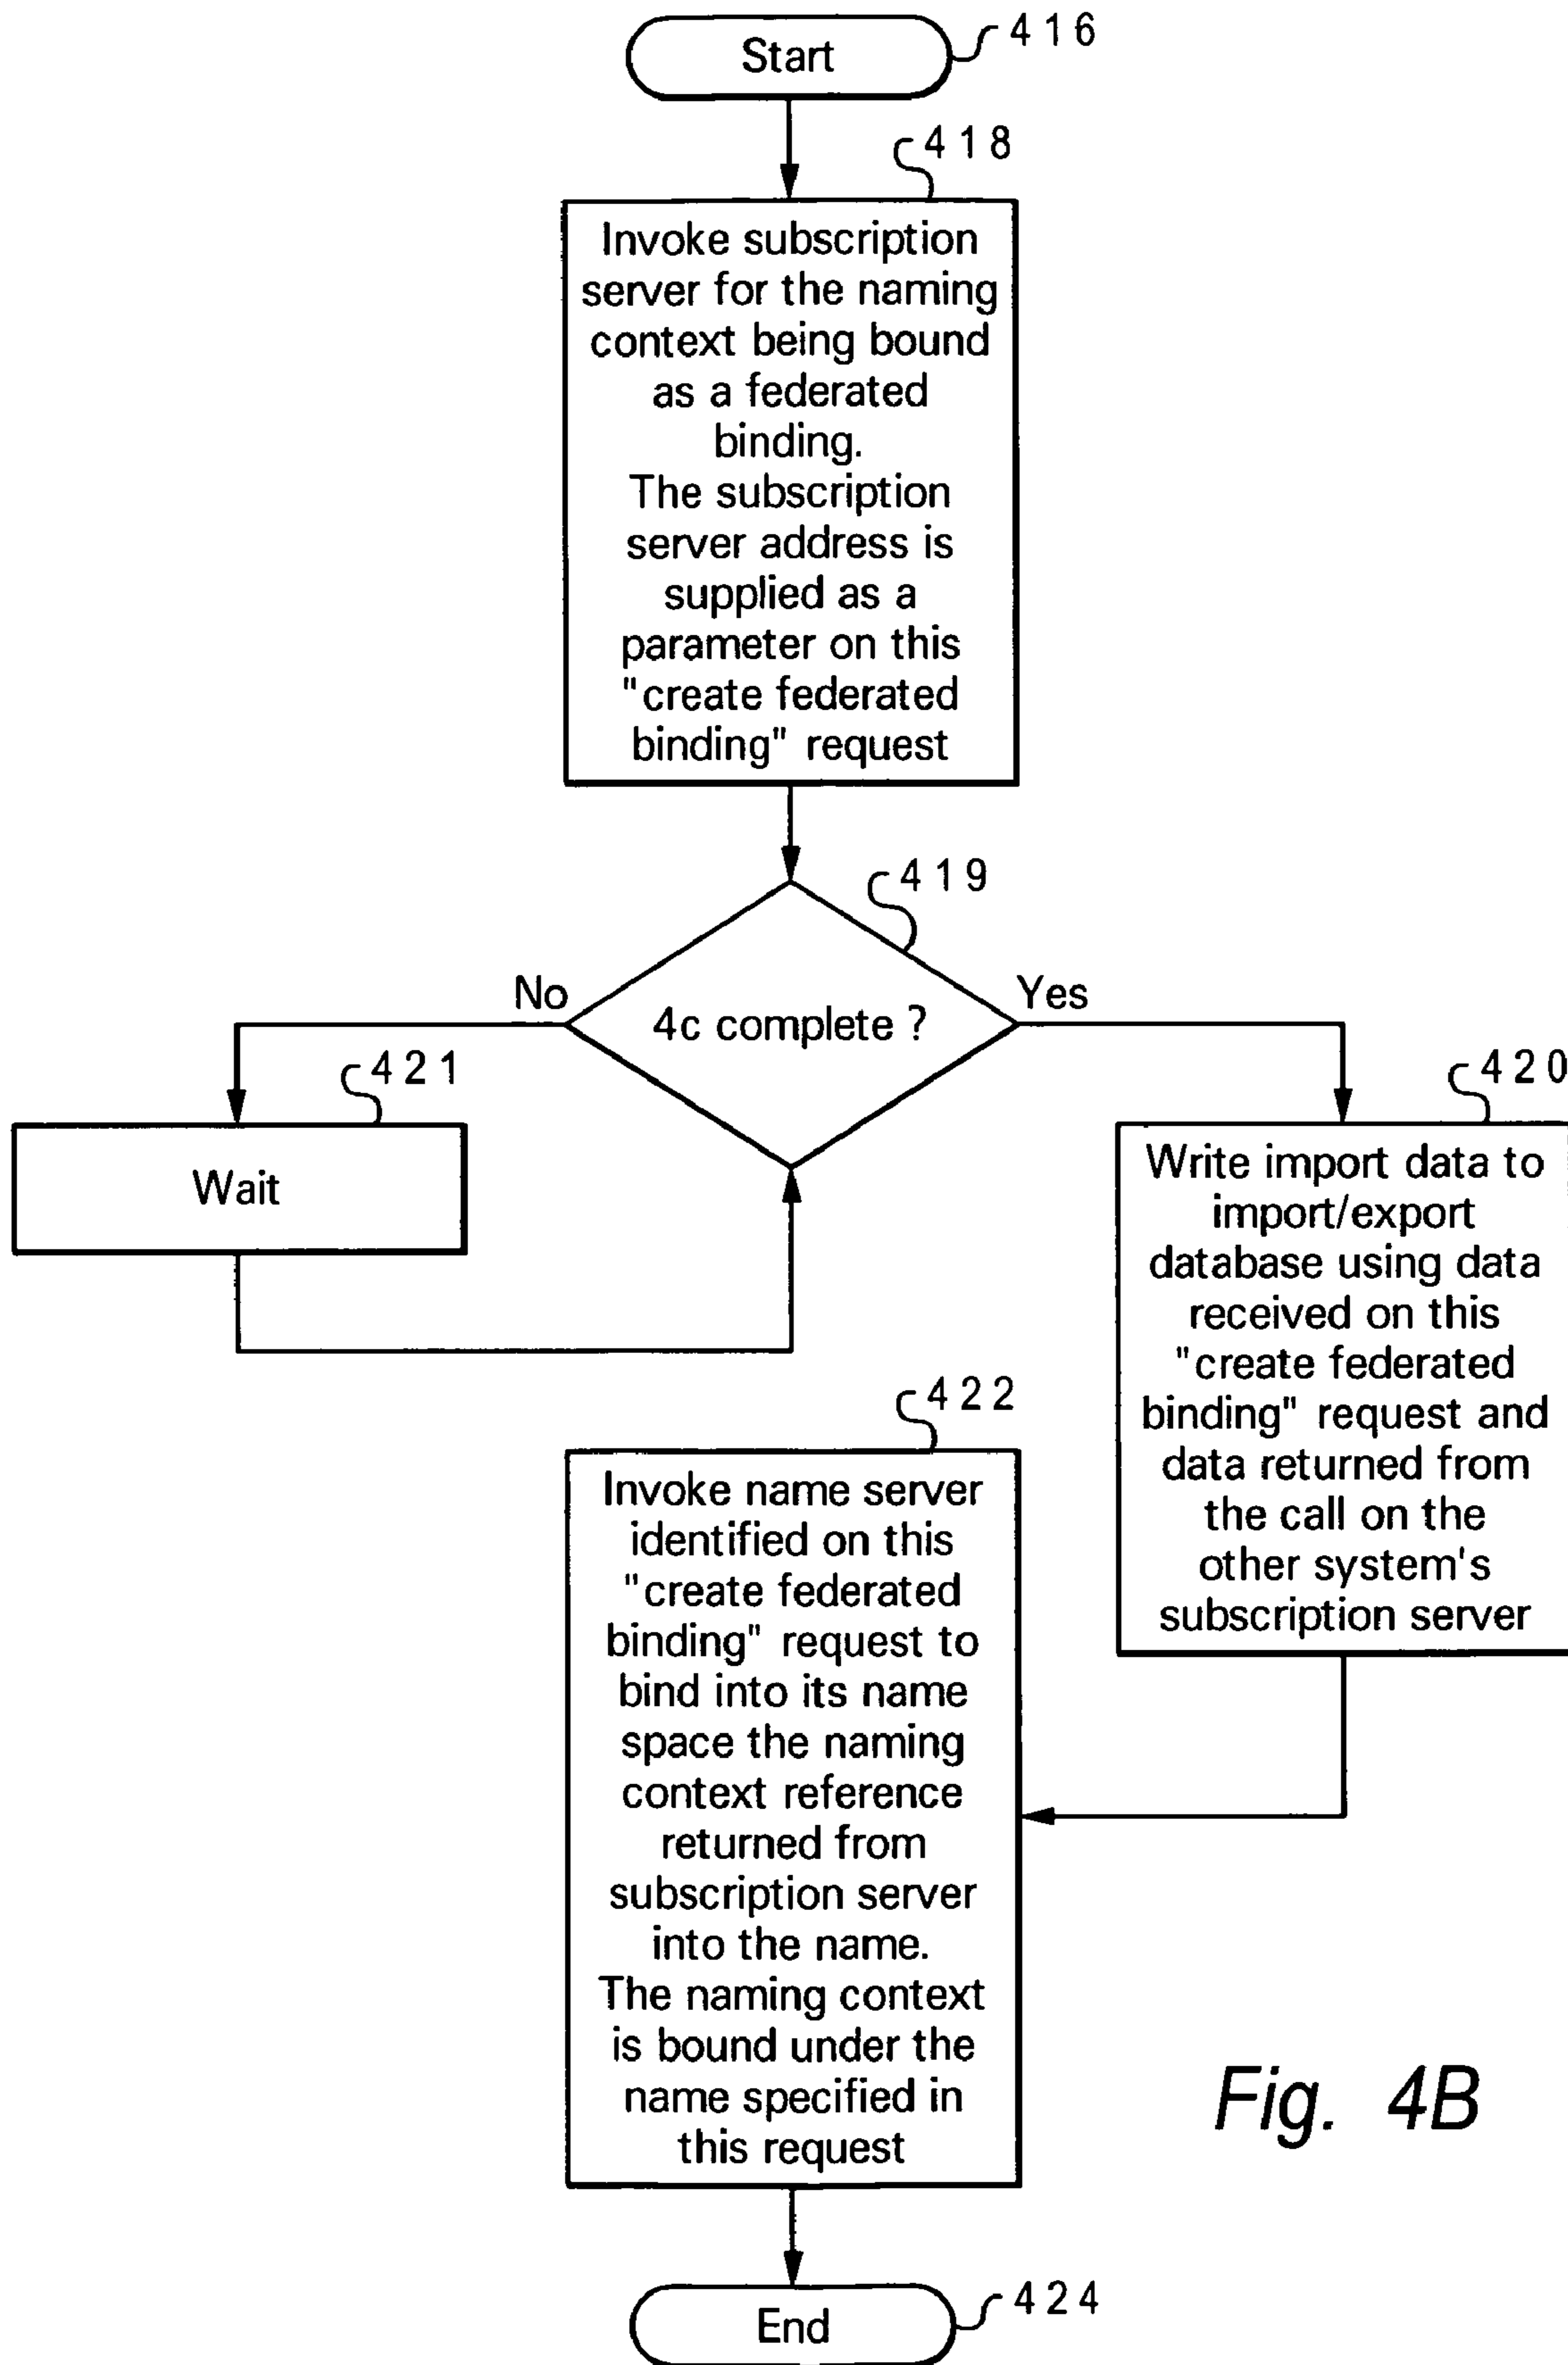 Start
416
418
Invoke subscription
server for the naming
context being bound
as a federated
binding.
The subscription
server address is
supplied as a
parameter on this
"create federated
binding" request
419
No
Yes
4c complete ?
421
420
Wait
Write import data to
import/export
database using data
received on this
"create federated
binding" request and
data returned from
the call on the
other system's
subscription server
422
Invoke name server
identified on this
"create federated
binding" request to
bind into its name
space the naming
context reference
returned from
subscription server
into the name.
The naming context
is bound under the
name specified in
this request
Fig. 4B
End
424